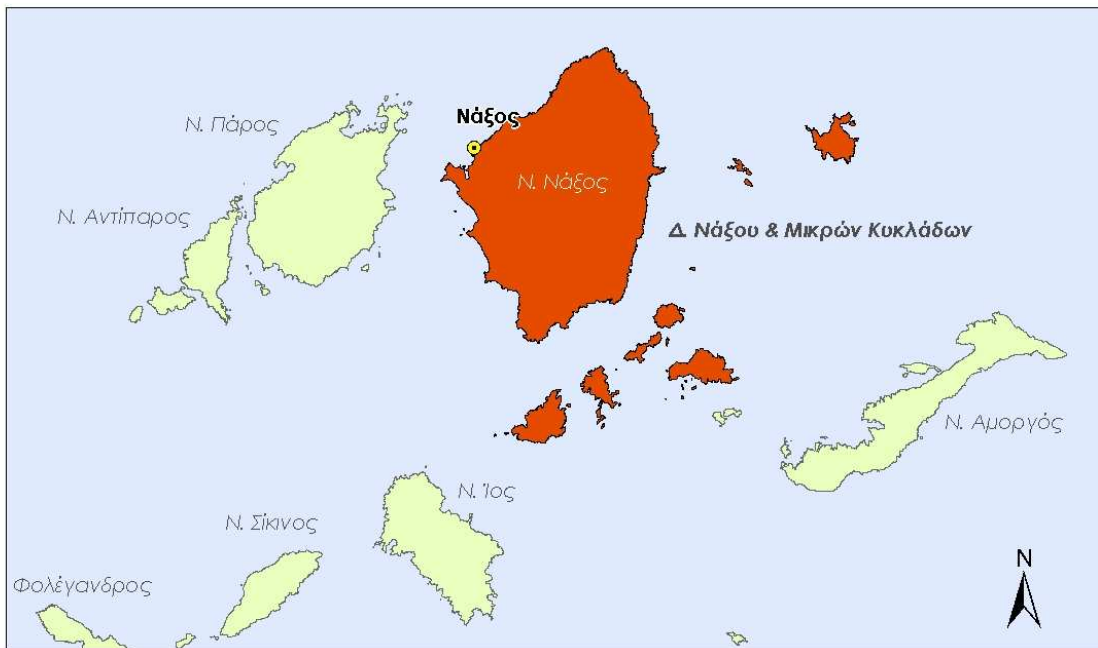 Ν. Πάρος
Νάξος
Ν. Νάξος
Ν. Αντίπαρος
Δ. Νάξου & Μικρών Κυκλάδων
Ν. Αμοργός
Ν. Ίος
Ν. Σίκινος
Φολέγανδρος
N